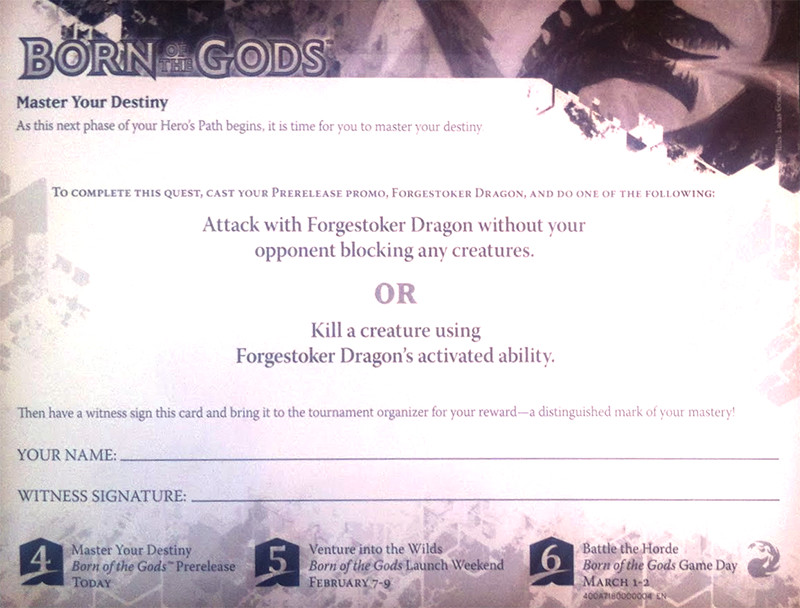 BORN OF THE GODS™
Master Your Destiny
As this next phase of your Hero's Path begins, it is time for you to master your destiny.
TO COMPLETE THIS QUEST, CAST YOUR PRERELEASE PROMO, FORGESTOKER DRAGON, AND DO ONE OF THE FOLLOWING:
Attack with Forgestoker Dragon without your
opponent blocking any creatures.
OR
Kill a creature using
Forgestoker Dragon's activated ability.
Then have a witness sign this card and bring it to the tournament organizer for your reward—a distinguished mark of your mastery!
YOUR NAME:
WITNESS SIGNATURE:
4
Master Your Destiny
Born of the Gods™ Prerelease
TODAY
5
Venture into the Wilds
Born of the Gods Launch Weekend
FEBRUARY 7-9
6
Battle the Horde
Born of the Gods Game Day
MARCH 1-2
400A7180000004 EN